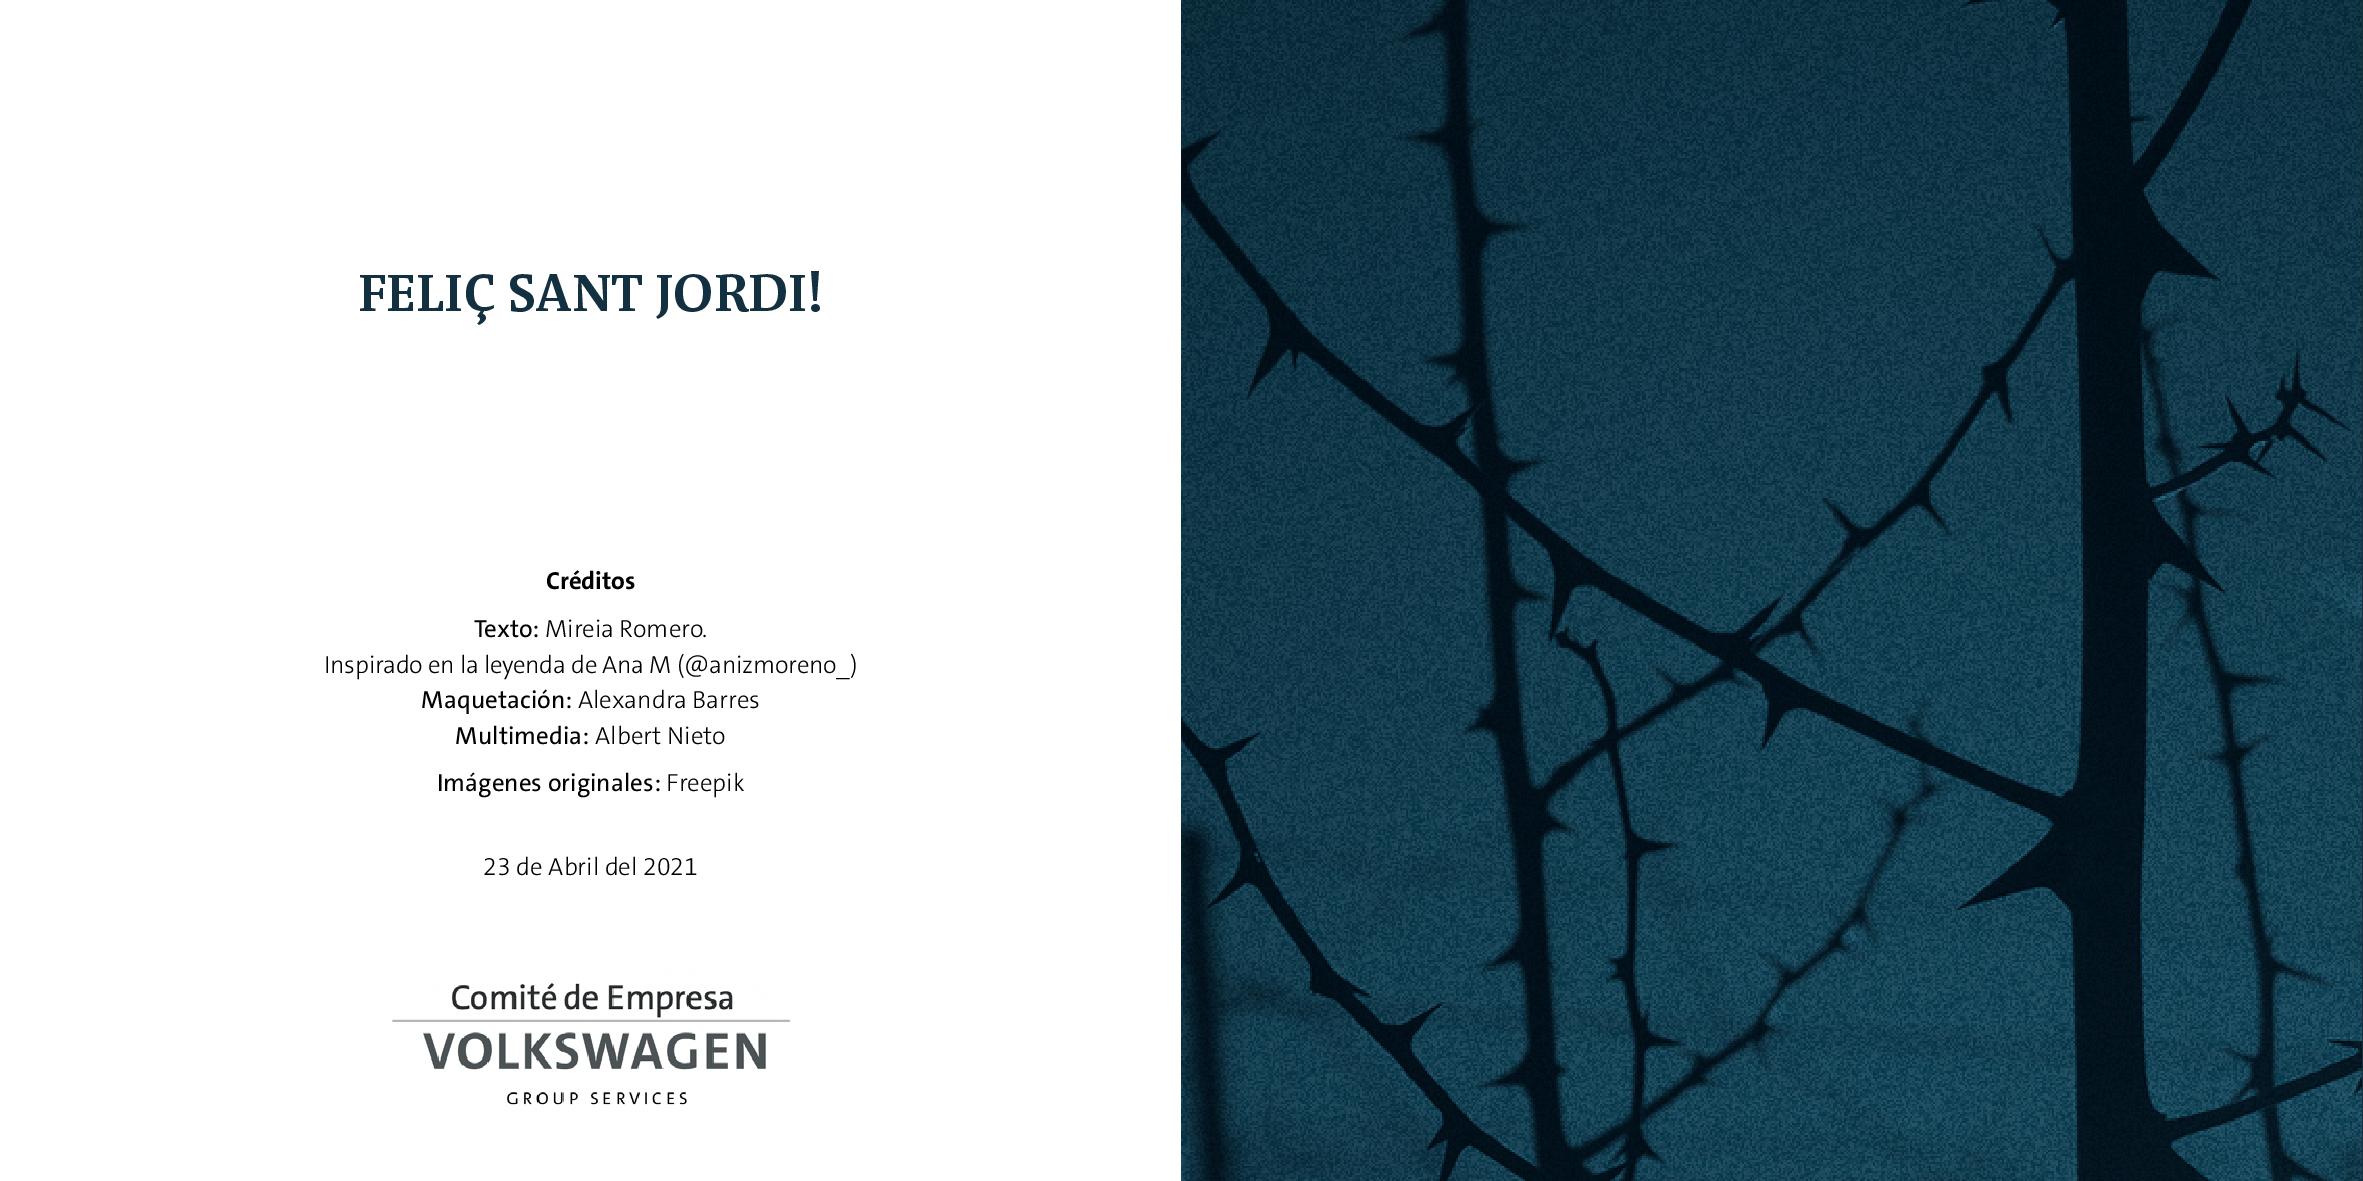 FELIÇ SANT JORDI!
Créditos
Texto: Mireia Romero.
Inspirado en la leyenda de Ana M (@anizmoreno_)
Maquetación: Alexandra Barres
Multimedia: Albert Nieto
Imágenes originales: Freepik
23 de Abril del 2021
Comité de Empresa
VOLKSWAGEN
GROUP SERVICES